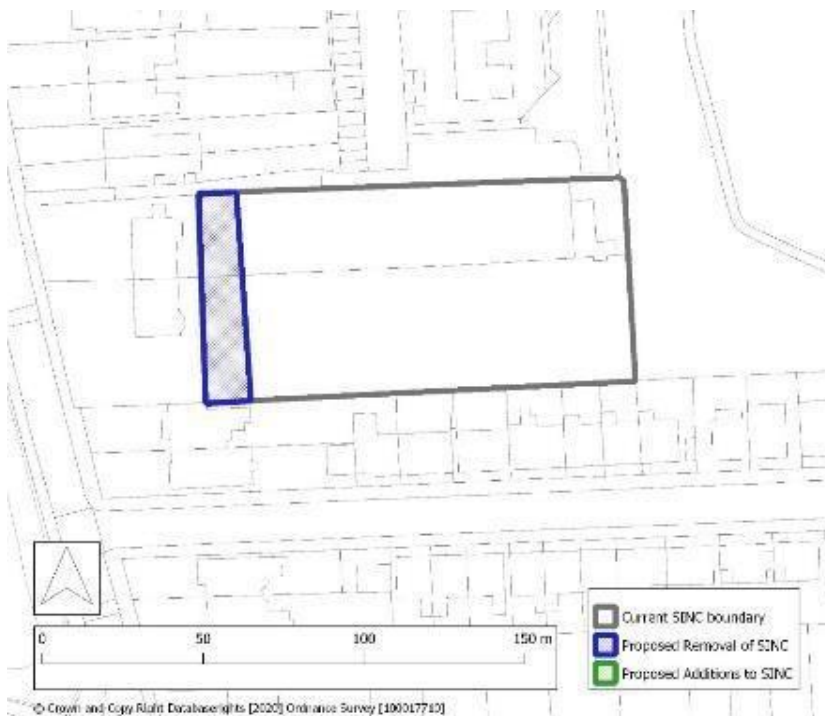 0 50 100 150 m
Current SINC boundary
Proposed Removal of SINC
Proposed Additions to SINC
© Crown and Copy Right Databaserights [2020] Ordnance Survey [100017710]